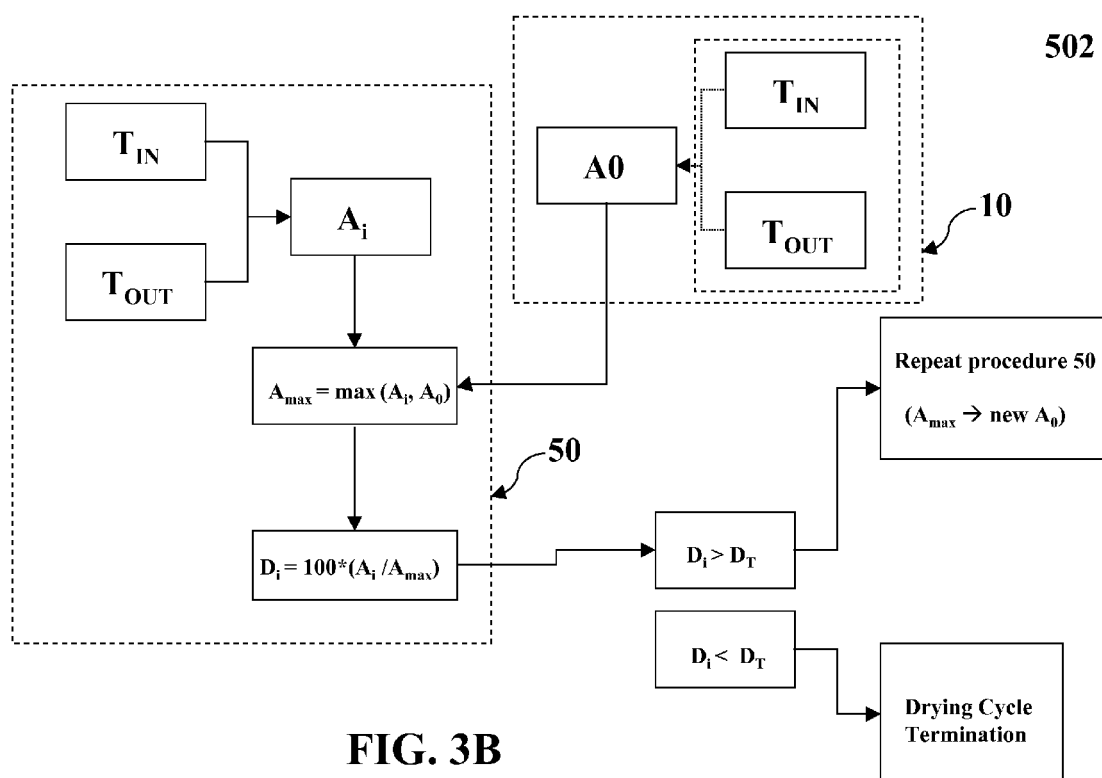 502
T_IN
T_OUT
A_i
A_max = max (A_i, A_0)
D_i = 100*(A_i /A_max)
50
A0
T_IN
T_OUT
10
D_i > D_T
Repeat procedure 50
(A_max → new A_0)
D_i < D_T
Drying Cycle
Termination
FIG. 3B